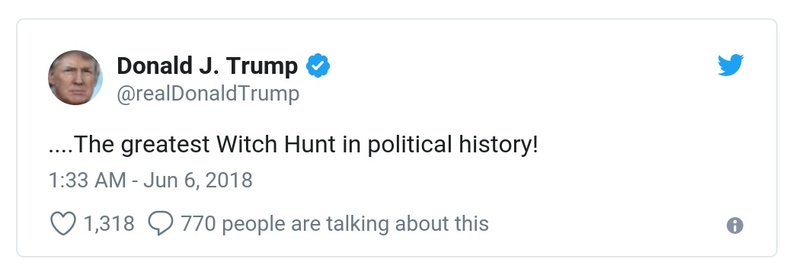 Donald J. Trump
@realDonaldTrump
....The greatest Witch Hunt in political history!
1:33 AM - Jun 6, 2018
1,318 770 people are talking about this